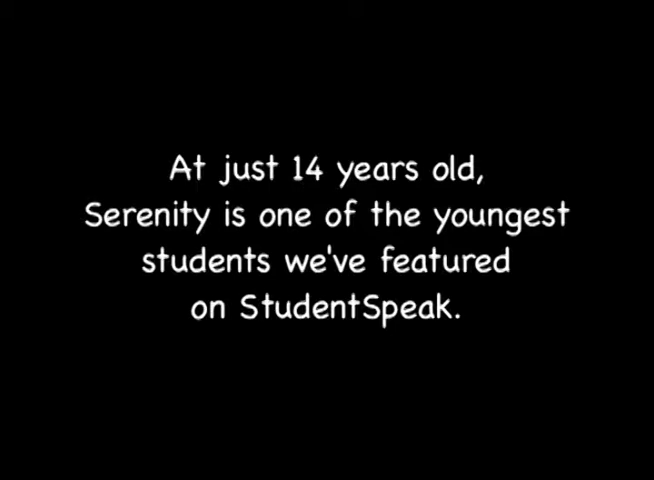 At just 14 years old,
Serenity is one of the youngest
students we've featured
on StudentSpeak.